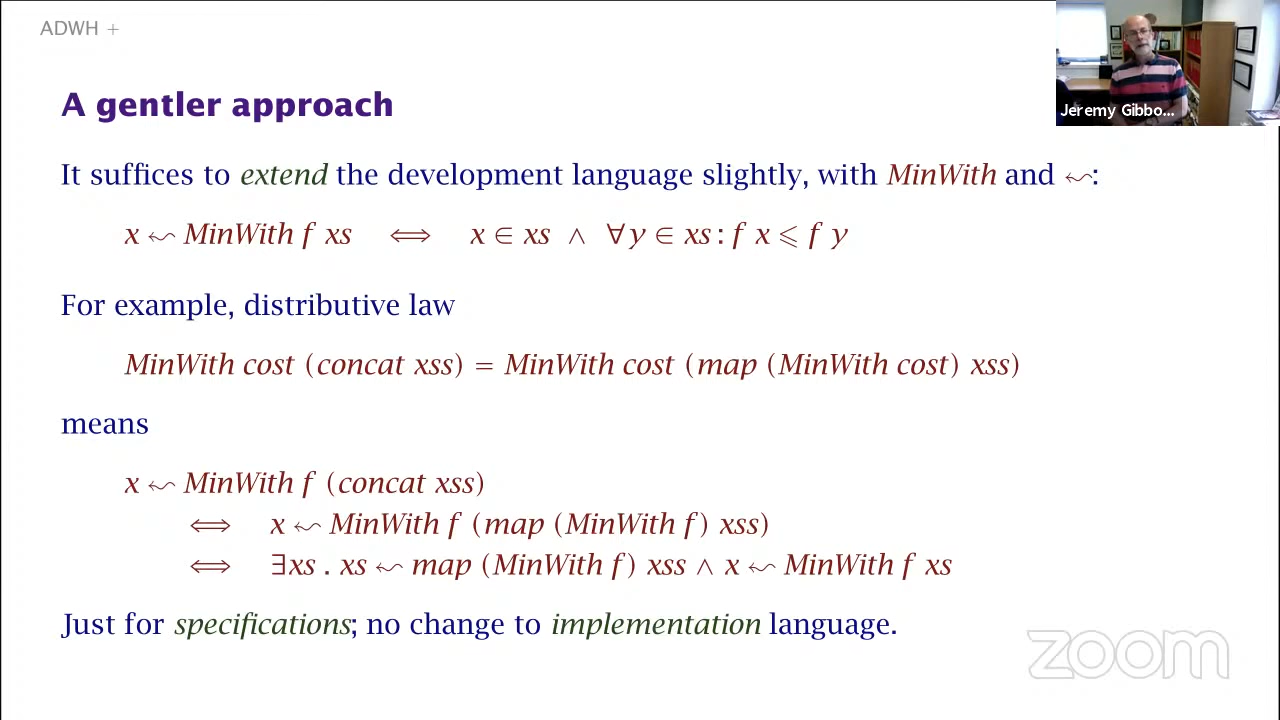 ADWH +
Jeremy Gibbo...
A gentler approach
It suffices to extend the development language slightly, with MinWith and ↜:
x ↜ MinWith f xs ⟺ x ∈ xs ∧ ∀y ∈ xs : f x ⩽ f y
For example, distributive law
MinWith cost (concat xss) = MinWith cost (map (MinWith cost) xss)
means
x ↜ MinWith f (concat xss)
⟺ x ↜ MinWith f (map (MinWith f) xss)
⟺ ∃xs . xs ↜ map (MinWith f) xss ∧ x ↜ MinWith f xs
Just for specifications; no change to implementation language.
zoom